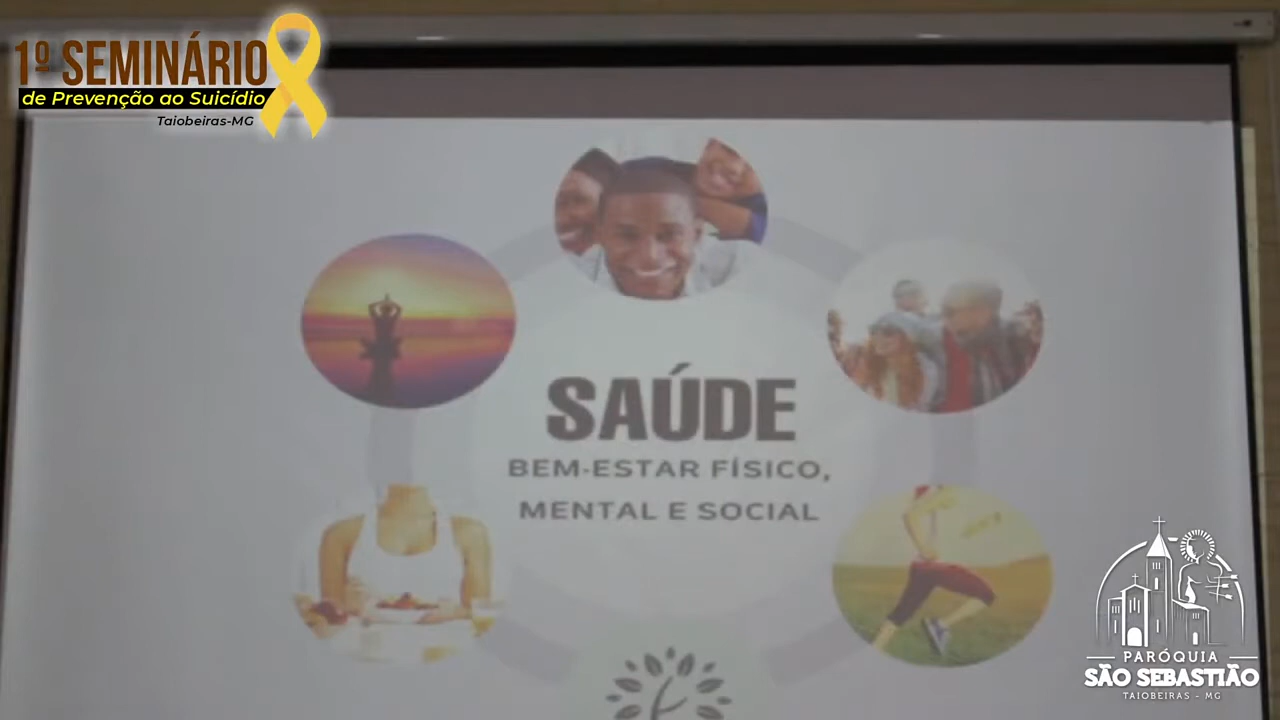 1º SEMINÁRIO
de Prevenção ao Suicídio
Taiobeiras-MG
SAÚDE
BEM-ESTAR FÍSICO,
MENTAL E SOCIAL
PARÓQUIA
SÃO SEBASTIÃO
TAIOBEIRAS - MG